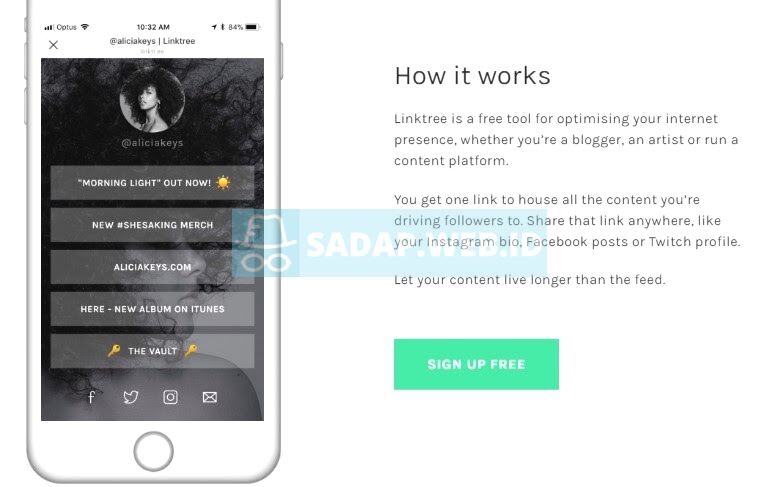 Optus 10:32 AM 84%
@aliciakeys | Linktree
linktr.ee
@aliciakeys
"MORNING LIGHT" OUT NOW! ☀️
NEW #SHESAKING MERCH
ALICIAKEYS.COM
HERE - NEW ALBUM ON ITUNES
🔑 THE VAULT 🔑
How it works
Linktree is a free tool for optimising your internet
presence, whether you're a blogger, an artist or run a
content platform.
You get one link to house all the content you're
driving followers to. Share that link anywhere, like
your Instagram bio, Facebook posts or Twitch profile.
Let your content live longer than the feed.
SIGN UP FREE
SADAP.WEB.ID